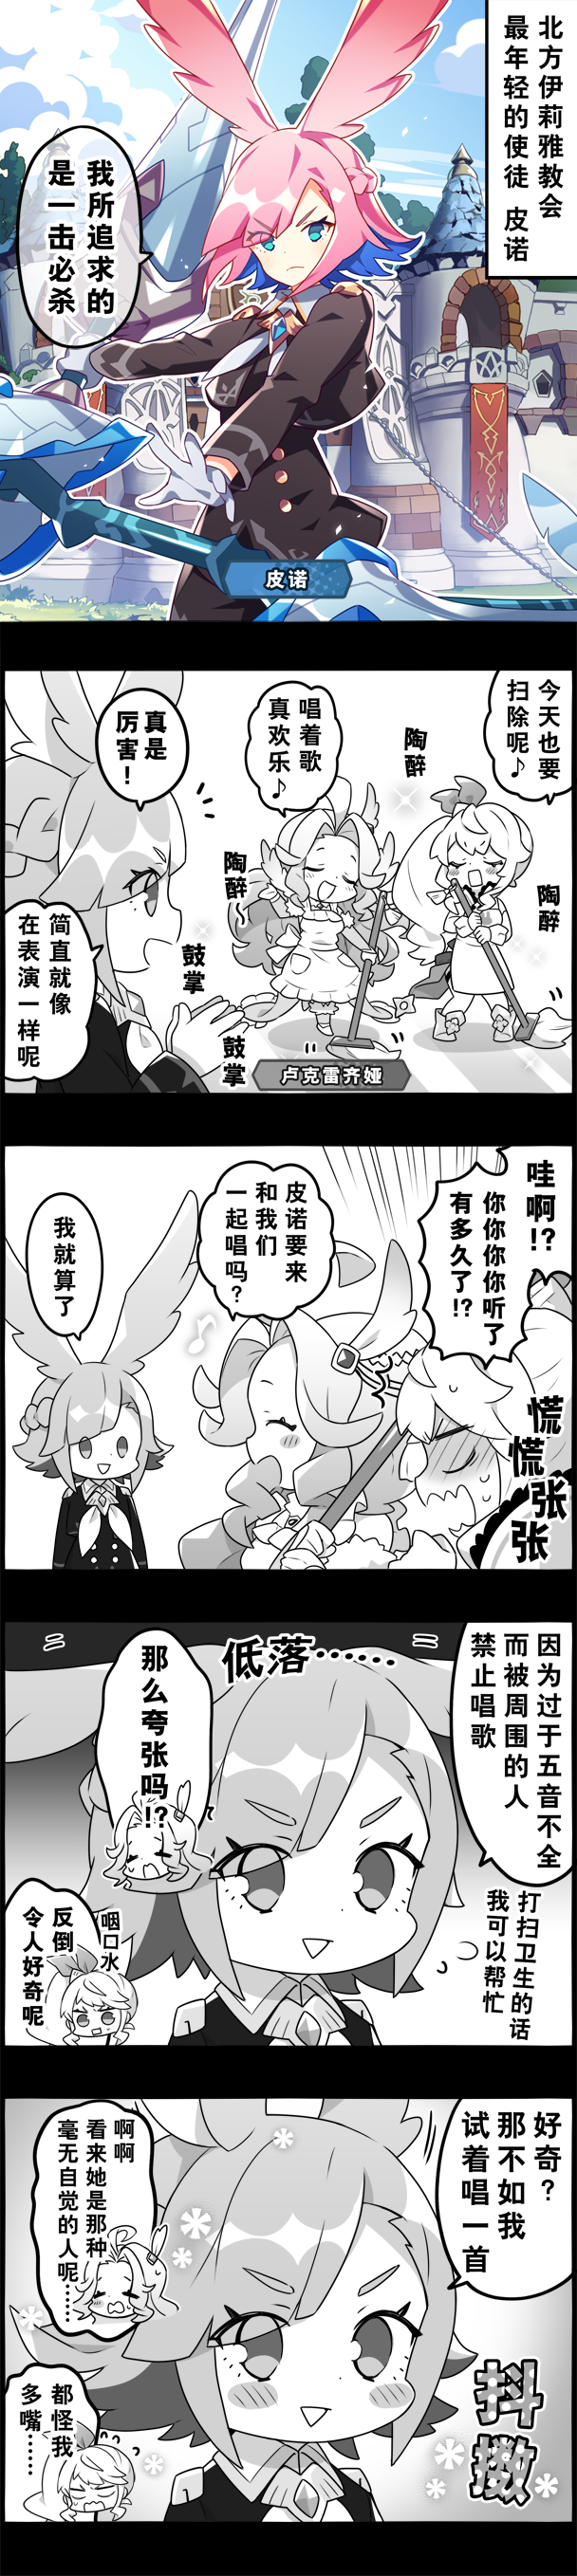 北方伊莉雅教会
最年轻的使徒 皮诺
我所追求的
是一击必杀
皮诺
今天也要
扫除呢♪
陶醉
陶醉
唱着歌
真欢乐♪
陶醉~
真是
厉害！
简直就像
在表演一样呢
鼓掌
鼓掌
卢克雷齐娅
哇啊!?
你你你你听了
有多久了!?
慌慌张张
皮诺要来
和我们
一起唱吗？
我就算了
因为过于五音不全
而被周围的人
禁止唱歌
打扫卫生的话
我可以帮忙
低落……
那么夸张吗!?
咽口水
反倒
令人好奇呢
好奇？
那不如我
试着唱一首
抖擞
啊啊
看来她是那种
毫无自觉的人呢……
都怪我
多嘴……